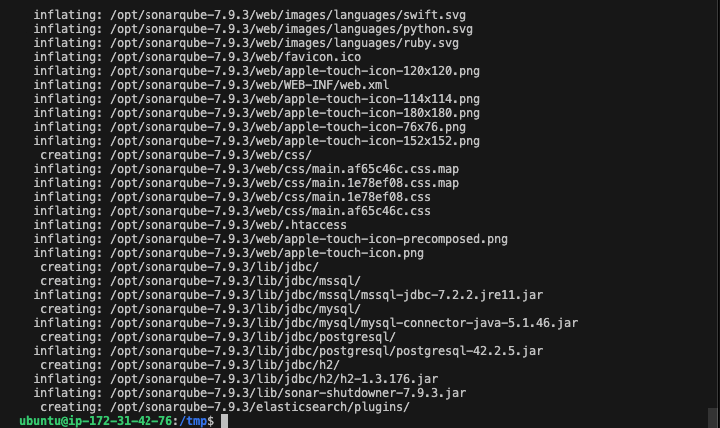 inflating: /opt/sonarqube-7.9.3/web/images/languages/swift.svg
inflating: /opt/sonarqube-7.9.3/web/images/languages/python.svg
inflating: /opt/sonarqube-7.9.3/web/images/languages/ruby.svg
inflating: /opt/sonarqube-7.9.3/web/favicon.ico
inflating: /opt/sonarqube-7.9.3/web/apple-touch-icon-120x120.png
inflating: /opt/sonarqube-7.9.3/web/WEB-INF/web.xml
inflating: /opt/sonarqube-7.9.3/web/apple-touch-icon-114x114.png
inflating: /opt/sonarqube-7.9.3/web/apple-touch-icon-180x180.png
inflating: /opt/sonarqube-7.9.3/web/apple-touch-icon-76x76.png
inflating: /opt/sonarqube-7.9.3/web/apple-touch-icon-152x152.png
creating: /opt/sonarqube-7.9.3/web/css/
inflating: /opt/sonarqube-7.9.3/web/css/main.af65c46c.css.map
inflating: /opt/sonarqube-7.9.3/web/css/main.1e78ef08.css.map
inflating: /opt/sonarqube-7.9.3/web/css/main.1e78ef08.css
inflating: /opt/sonarqube-7.9.3/web/css/main.af65c46c.css
inflating: /opt/sonarqube-7.9.3/web/.htaccess
inflating: /opt/sonarqube-7.9.3/web/apple-touch-icon-precomposed.png
inflating: /opt/sonarqube-7.9.3/web/apple-touch-icon.png
creating: /opt/sonarqube-7.9.3/lib/jdbc/
creating: /opt/sonarqube-7.9.3/lib/jdbc/mssql/
inflating: /opt/sonarqube-7.9.3/lib/jdbc/mssql/mssql-jdbc-7.2.2.jre11.jar
creating: /opt/sonarqube-7.9.3/lib/jdbc/mysql/
inflating: /opt/sonarqube-7.9.3/lib/jdbc/mysql/mysql-connector-java-5.1.46.jar
creating: /opt/sonarqube-7.9.3/lib/jdbc/postgresql/
inflating: /opt/sonarqube-7.9.3/lib/jdbc/postgresql/postgresql-42.2.5.jar
creating: /opt/sonarqube-7.9.3/lib/jdbc/h2/
inflating: /opt/sonarqube-7.9.3/lib/jdbc/h2/h2-1.3.176.jar
inflating: /opt/sonarqube-7.9.3/lib/sonar-shutdowner-7.9.3.jar
creating: /opt/sonarqube-7.9.3/elasticsearch/plugins/
ubuntu@ip-172-31-42-76:/tmp$